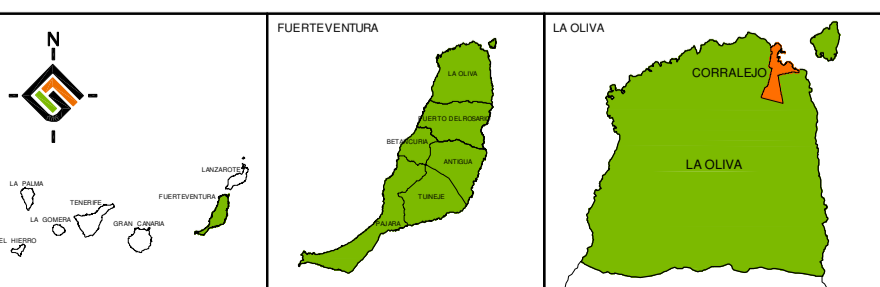 N
LANZAROTE
LA PALMA
FUERTEVENTURA
TENERIFE
LA GOMERA
GRAN CANARIA
EL HIERRO
FUERTEVENTURA
LA OLIVA
PUERTO DEL ROSARIO
BETANCURIA
ANTIGUA
TUINEJE
PAJARA
LA OLIVA
CORRALEJO
LA OLIVA